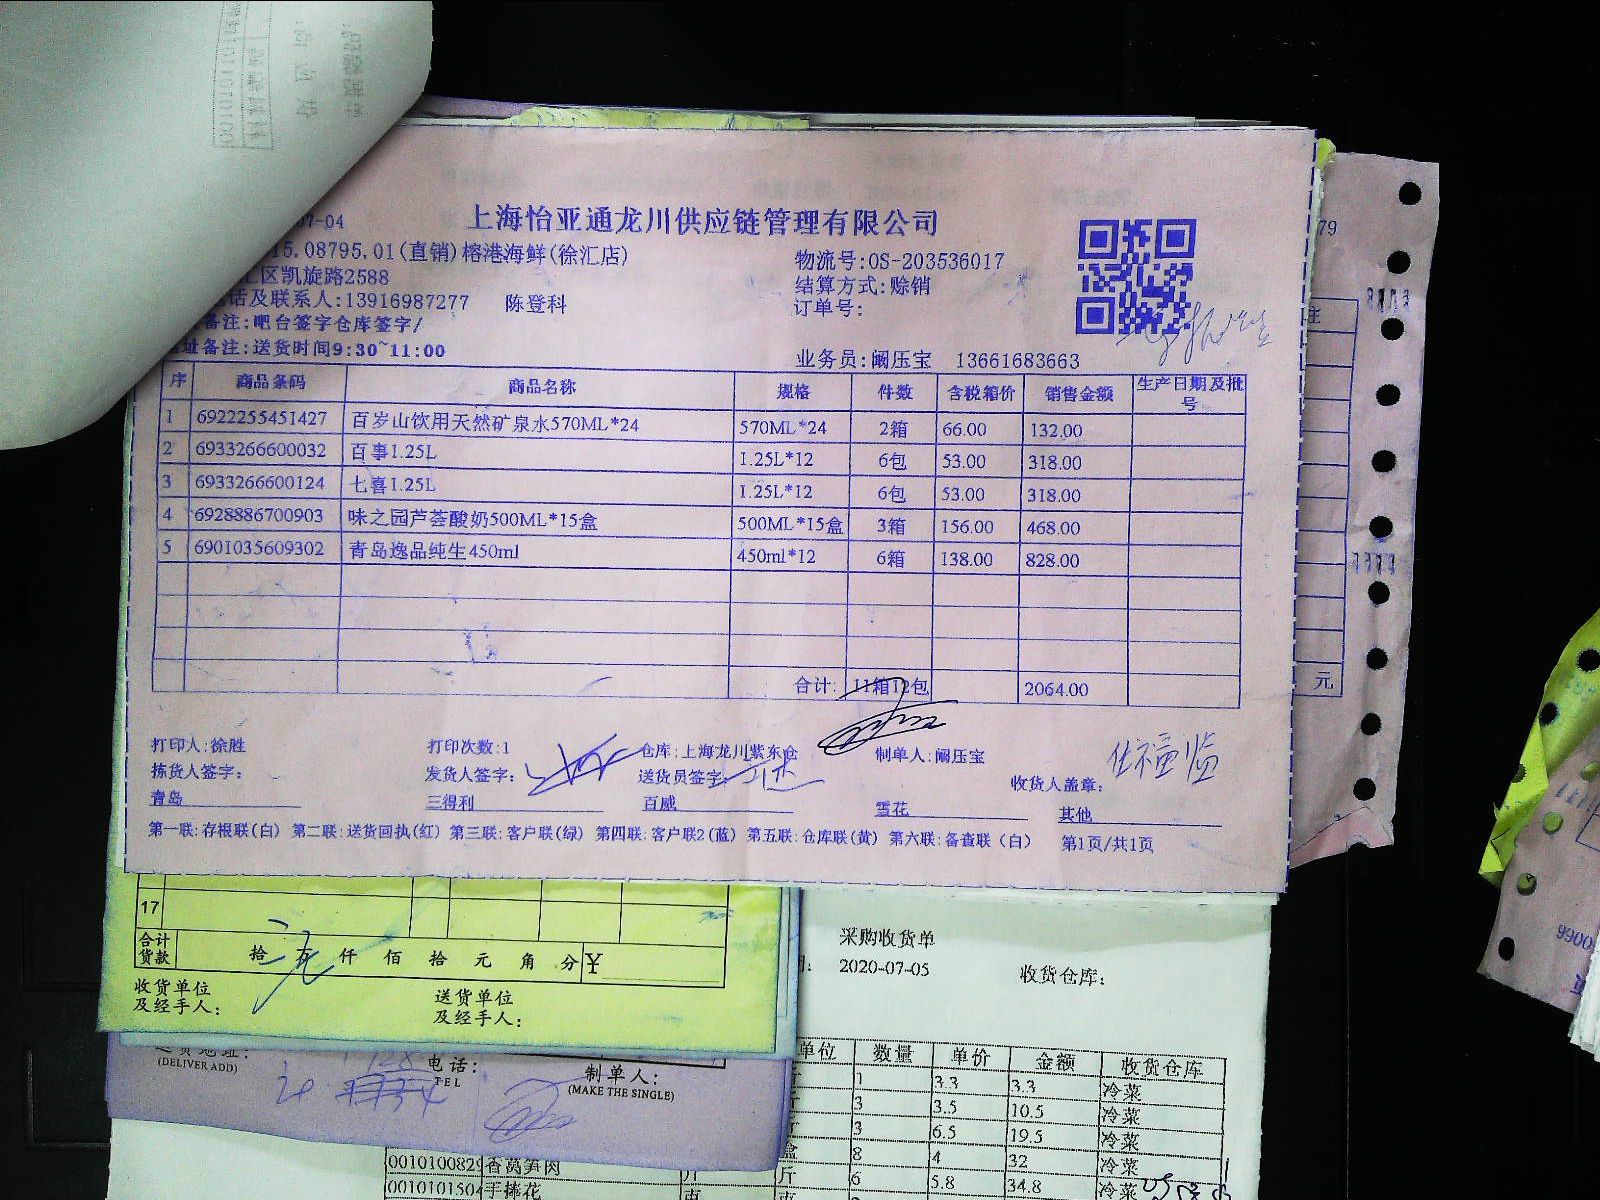 07-04
上海怡亚通龙川供应链管理有限公司
15.08795.01(直销)榕港海鲜(徐汇店)
物流号:OS-203536017
汇区凯旋路2588
结算方式:赊销
话及联系人:13916987277 陈登科
订单号:
备注:吧台签字仓库签字/
址备注:送货时间9:30~11:00
业务员:阚压宝 13661683663
序 商品条码 商品名称 规格 件数 含税箱价 销售金额 生产日期及批号
1 6922255451427 百岁山饮用天然矿泉水570ML*24 570ML*24 2箱 66.00 132.00
2 6933266600032 百事1.25L 1.25L*12 6包 53.00 318.00
3 6933266600124 七喜1.25L 1.25L*12 6包 53.00 318.00
4 6928886700903 味之园芦荟酸奶500ML*15盒 500ML*15盒 3箱 156.00 468.00
5 6901035609302 青岛逸品纯生450ml 450ml*12 6箱 138.00 828.00
合计: 11箱12包 2064.00
打印人:徐胜 打印次数:1 仓库:上海龙川紫东仓 制单人:阚压宝
拣货人签字: 发货人签字: 送货员签字: 收货人盖章:
青岛 三得利 百威 雪花 其他
第一联:存根联(白) 第二联:送货回执(红) 第三联:客户联(绿) 第四联:客户联2(蓝) 第五联:仓库联(黄) 第六联:备查联(白) 第1页/共1页
79
元
17
合计货款 拾 万 仟 佰 拾 元 角 分 ¥
收货单位及经手人:
送货单位及经手人:
(DELIVER ADD)
电话:
TEL
制单人:
(MAKE THE SINGLE)
采购收货单
2020-07-05 收货仓库:
单位 数量 单价 金额 收货仓库
1 3.3 3.3 冷菜
3 3.5 10.5 冷菜
3 6.5 19.5 冷菜
盒 8 4 32 冷菜
0010100829 香莴笋肉 斤 6 5.8 34.8 冷菜
0010101504 手捧花
9900